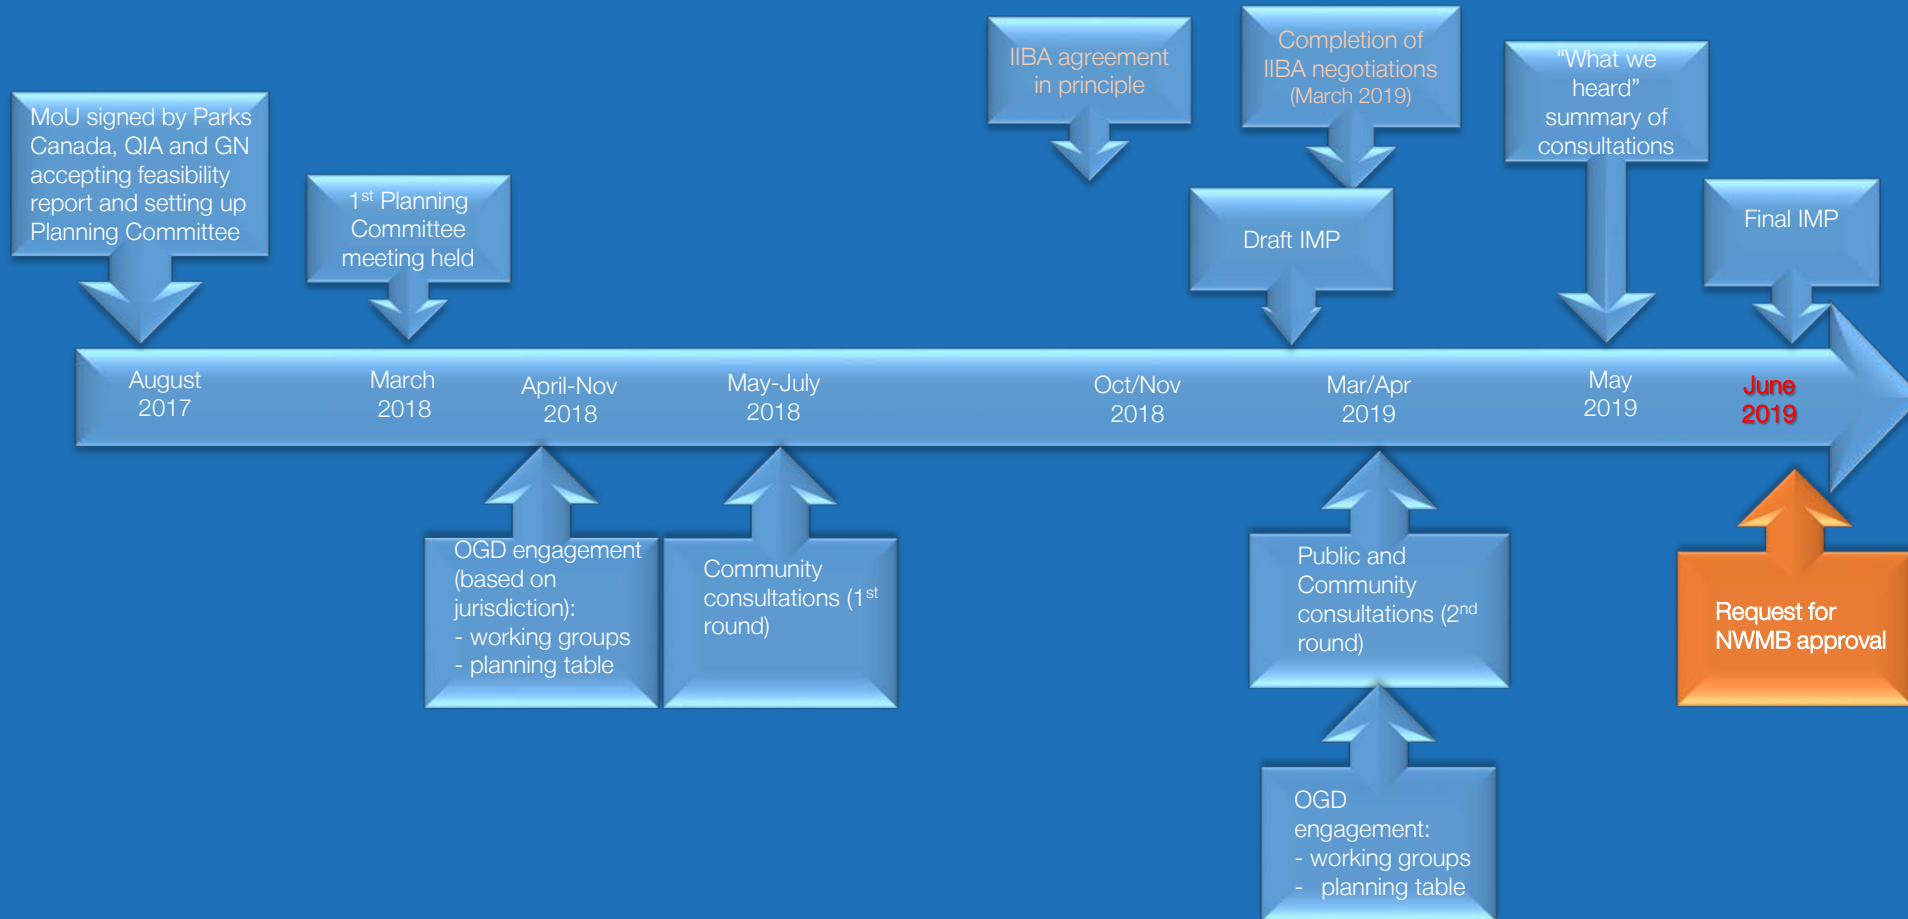 MoU signed by Parks
Canada, QIA and GN
accepting feasibility
report and setting up
Planning Committee
1st Planning
Committee
meeting held
IIBA agreement
in principle
Completion of
IIBA negotiations
(March 2019)
Draft IMP
"What we
heard"
summary of
consultations
Final IMP
August
2017
March
2018
April-Nov
2018
May-July
2018
Oct/Nov
2018
Mar/Apr
2019
May
2019
June
2019
OGD engagement
(based on
jurisdiction):
- working groups
- planning table
Community
consultations (1st
round)
Public and
Community
consultations (2nd
round)
OGD
engagement:
- working groups
- planning table
Request for
NWMB approval